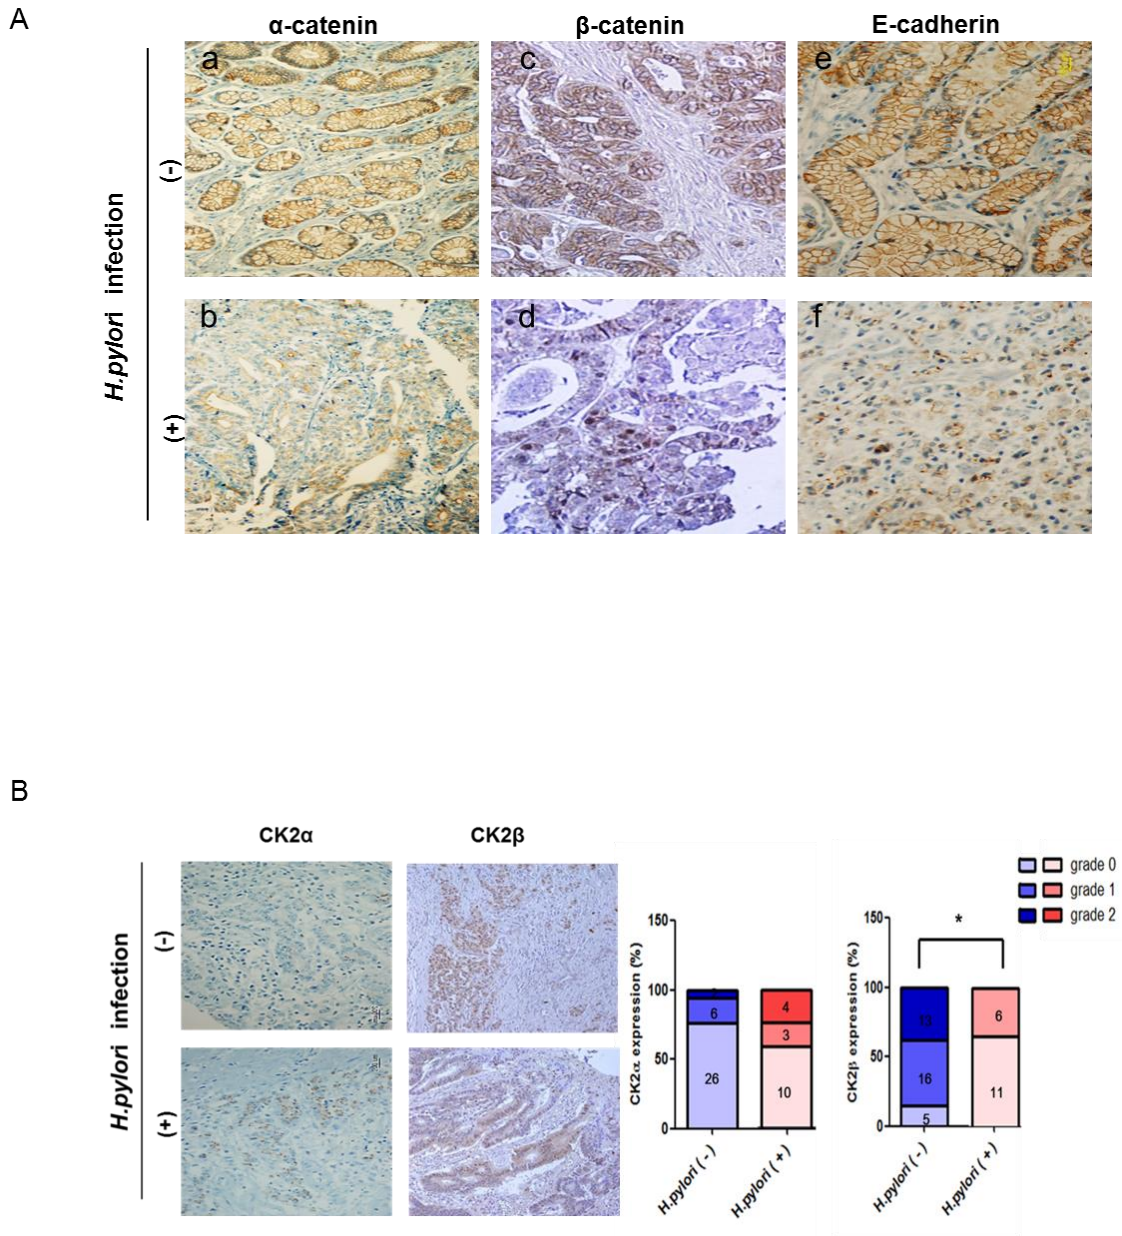 A
α-catenin
β-catenin
E-cadherin
H.pylori infection
(-)
(+)
a
c
e
b
d
f
B
CK2α
CK2β
H.pylori infection
(-)
(+)
CK2α expression (%)
150
100
50
0
6
26
4
3
10
H.pylori ( - )
H.pylori ( + )
CK2β expression (%)
150
100
50
0
*
13
16
5
6
11
H.pylori ( - )
H.pylori ( + )
grade 0
grade 1
grade 2